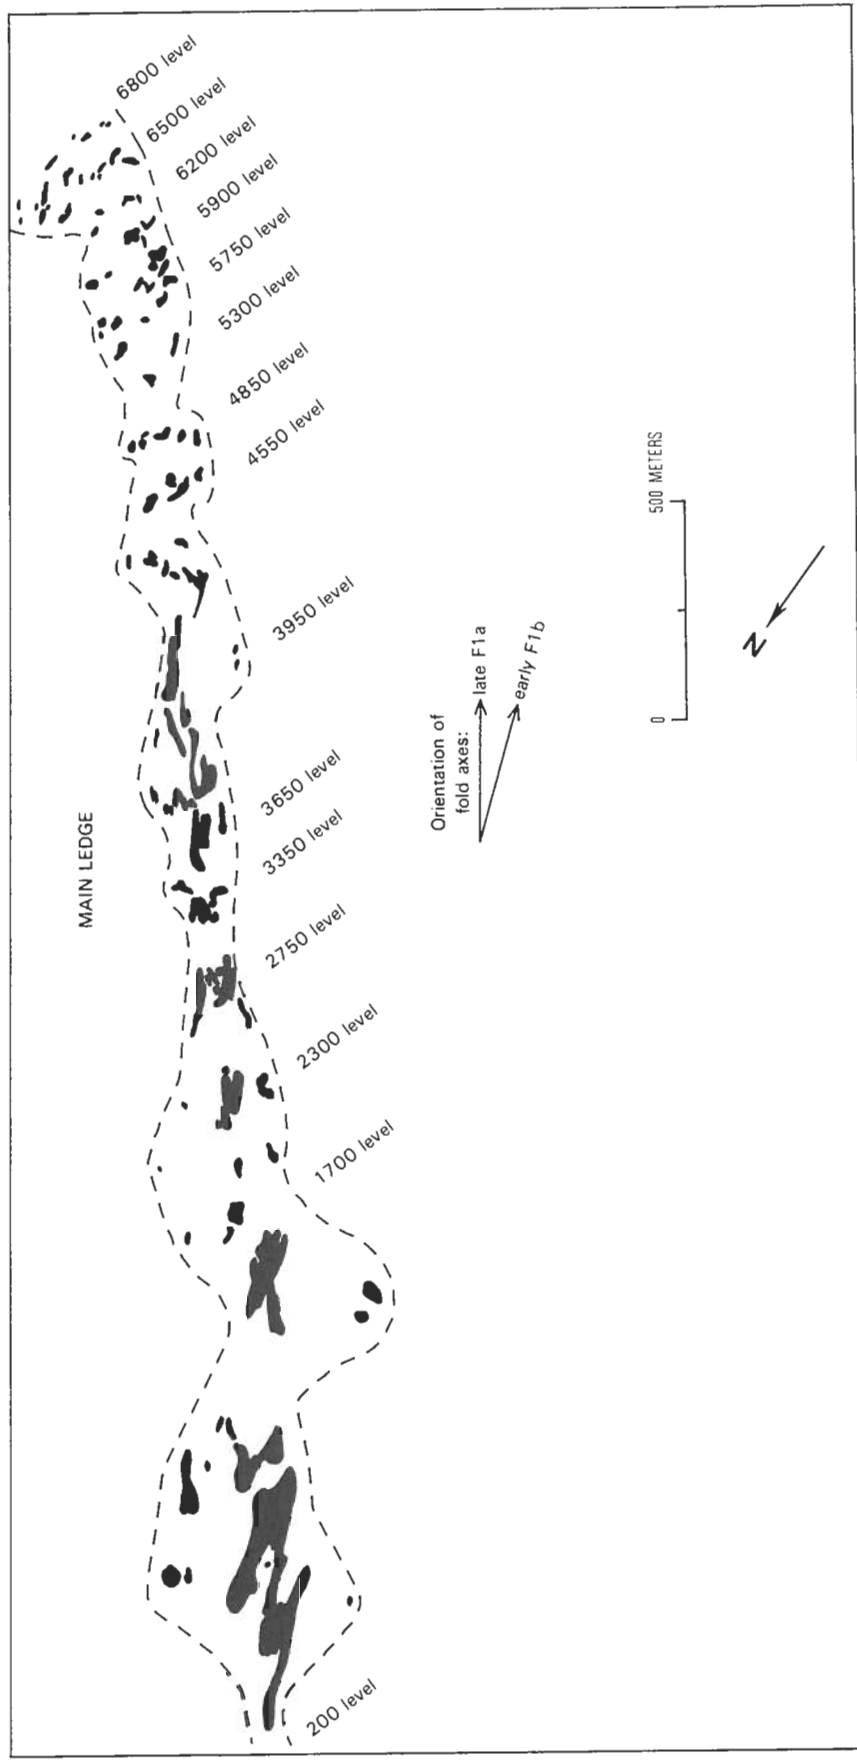 6800 level
6500 level
6200 level
5900 level
5750 level
5300 level
4850 level
4550 level
3950 level
3650 level
3350 level
2750 level
2300 level
1700 level
200 level
MAIN LEDGE
Orientation of
fold axes:
late F1a
early F1b
0
500 METERS
N